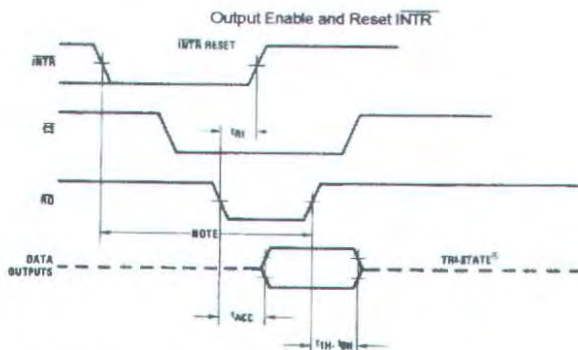 Output Enable and Reset INTR
INTR
INTR RESET
CS
tRI
RD
NOTE
DATA
OUTPUTS
TRI-STATE®
tACC
t1H, t0H